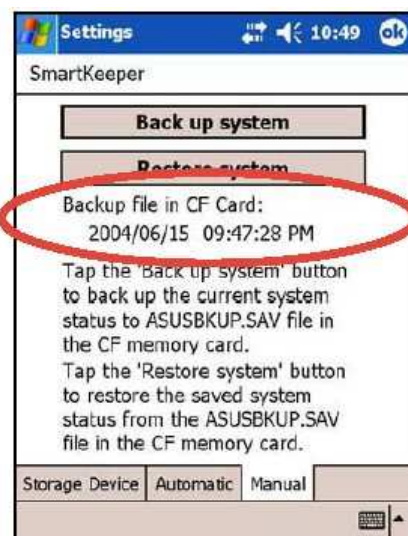 Settings 10:49 ok
SmartKeeper
Back up system
Restore system
Backup file in CF Card:
2004/06/15 09:47:28 PM
Tap the 'Back up system' button
to back up the current system
status to ASUSBKUP.SAV file in
the CF memory card.
Tap the 'Restore system' button
to restore the saved system
status from the ASUSBKUP.SAV
file in the CF memory card.
Storage Device Automatic Manual